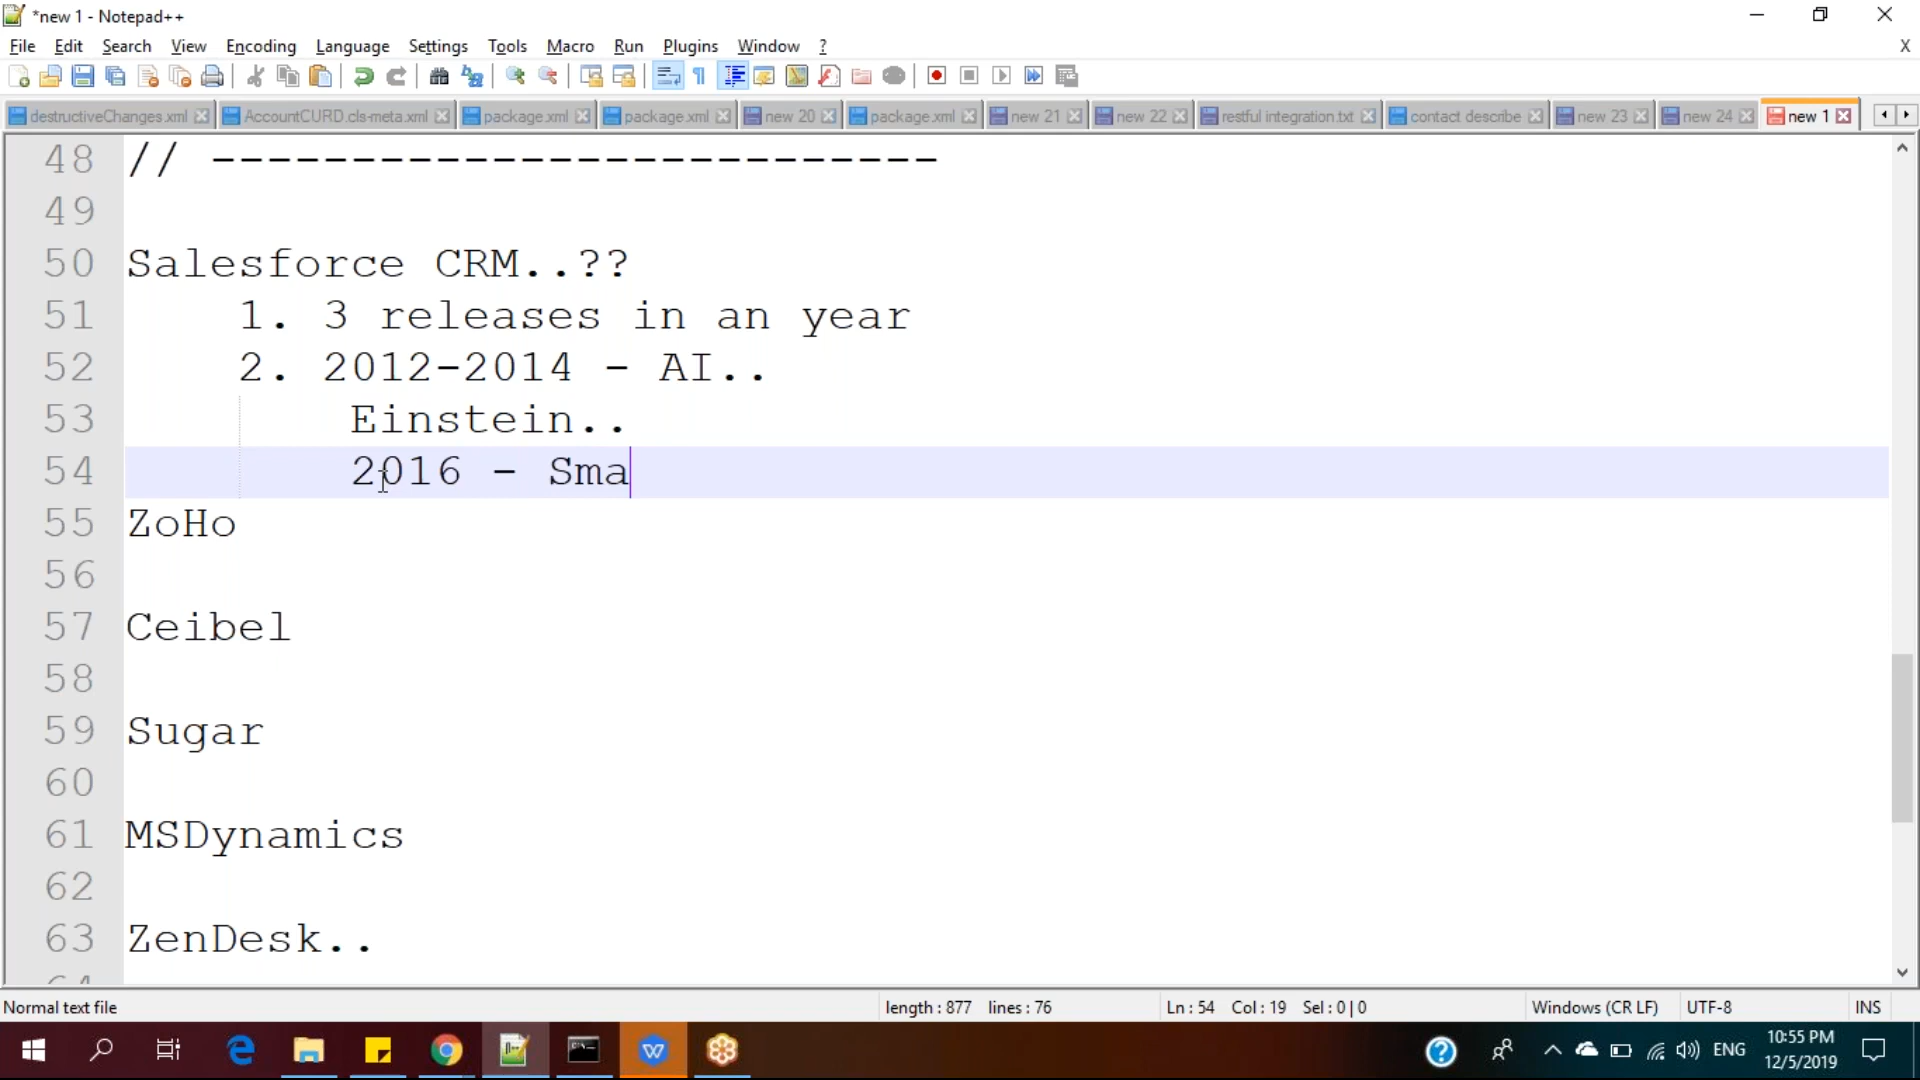 *new 1 - Notepad++
File Edit Search View Encoding Language Settings Tools Macro Run Plugins Window ? X
destructiveChanges.xml AccountCURD.cls-meta.xml package.xml package.xml new 20 package.xml new 21 new 22 restful integration.txt contact describe new 23 new 24 new 1
48 // --------------------------
49
50 Salesforce CRM..??
51 1. 3 releases in an year
52 2. 2012-2014 - AI..
53 Einstein..
54 2016 - Sma
55 ZoHo
56
57 Ceibel
58
59 Sugar
60
61 MSDynamics
62
63 ZenDesk..
Normal text file length : 877 lines : 76 Ln : 54 Col : 19 Sel : 0 | 0 Windows (CR LF) UTF-8 INS
ENG 10:55 PM
12/5/2019